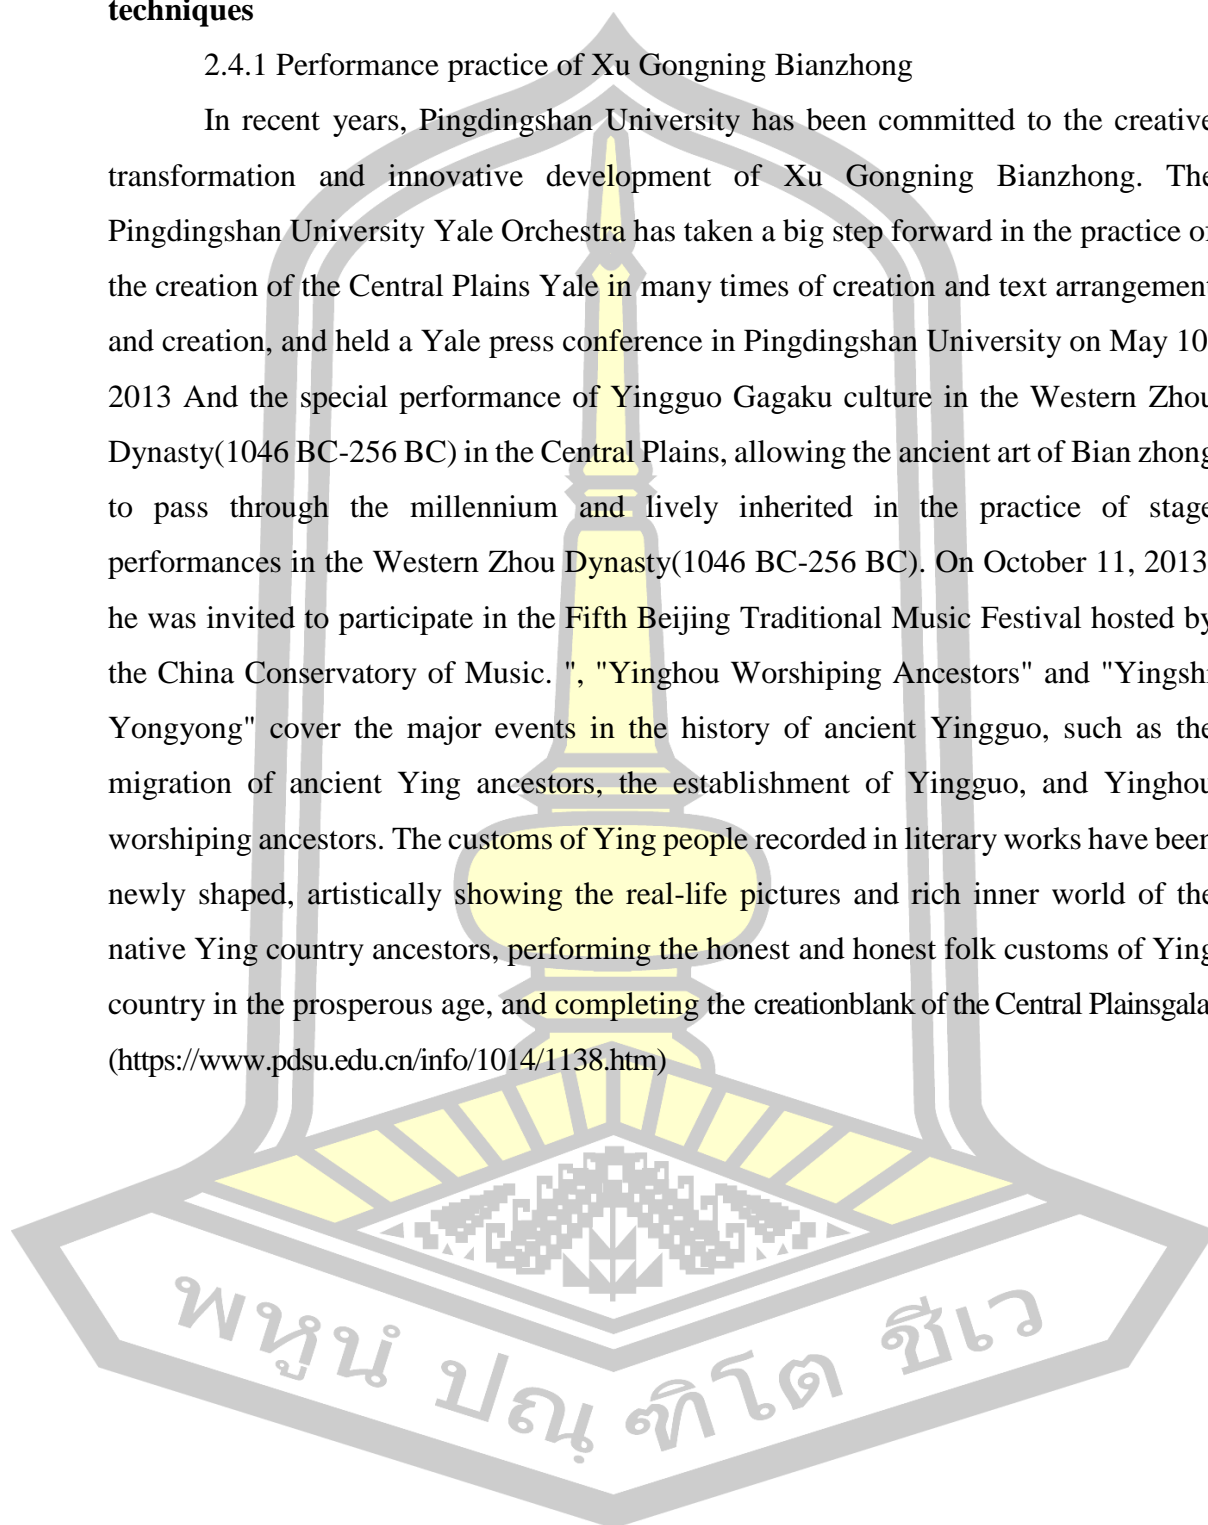 techniques
2.4.1 Performance practice of Xu Gongning Bianzhong
In recent years, Pingdingshan University has been committed to the creative
transformation and innovative development of Xu Gongning Bianzhong. The
Pingdingshan University Yale Orchestra has taken a big step forward in the practice of
the creation of the Central Plains Yale in many times of creation and text arrangement
and creation, and held a Yale press conference in Pingdingshan University on May 10
2013 And the special performance of Yingguo Gagaku culture in the Western Zhou
Dynasty(1046 BC-256 BC) in the Central Plains, allowing the ancient art of Bian zhong
to pass through the millennium and lively inherited in the practice of stage
performances in the Western Zhou Dynasty(1046 BC-256 BC). On October 11, 2013
he was invited to participate in the Fifth Beijing Traditional Music Festival hosted by
the China Conservatory of Music. ", "Yinghou Worshiping Ancestors" and "Yingshi
Yongyong" cover the major events in the history of ancient Yingguo, such as the
migration of ancient Ying ancestors, the establishment of Yingguo, and Yinghou
worshiping ancestors. The customs of Ying people recorded in literary works have been
newly shaped, artistically showing the real-life pictures and rich inner world of the
native Ying country ancestors, performing the honest and honest folk customs of Ying
country in the prosperous age, and completing the creationblank of the Central Plainsgala
(https://www.pdsu.edu.cn/info/1014/1138.htm)
พหูนํ ปณฺฑิโต ชีเว